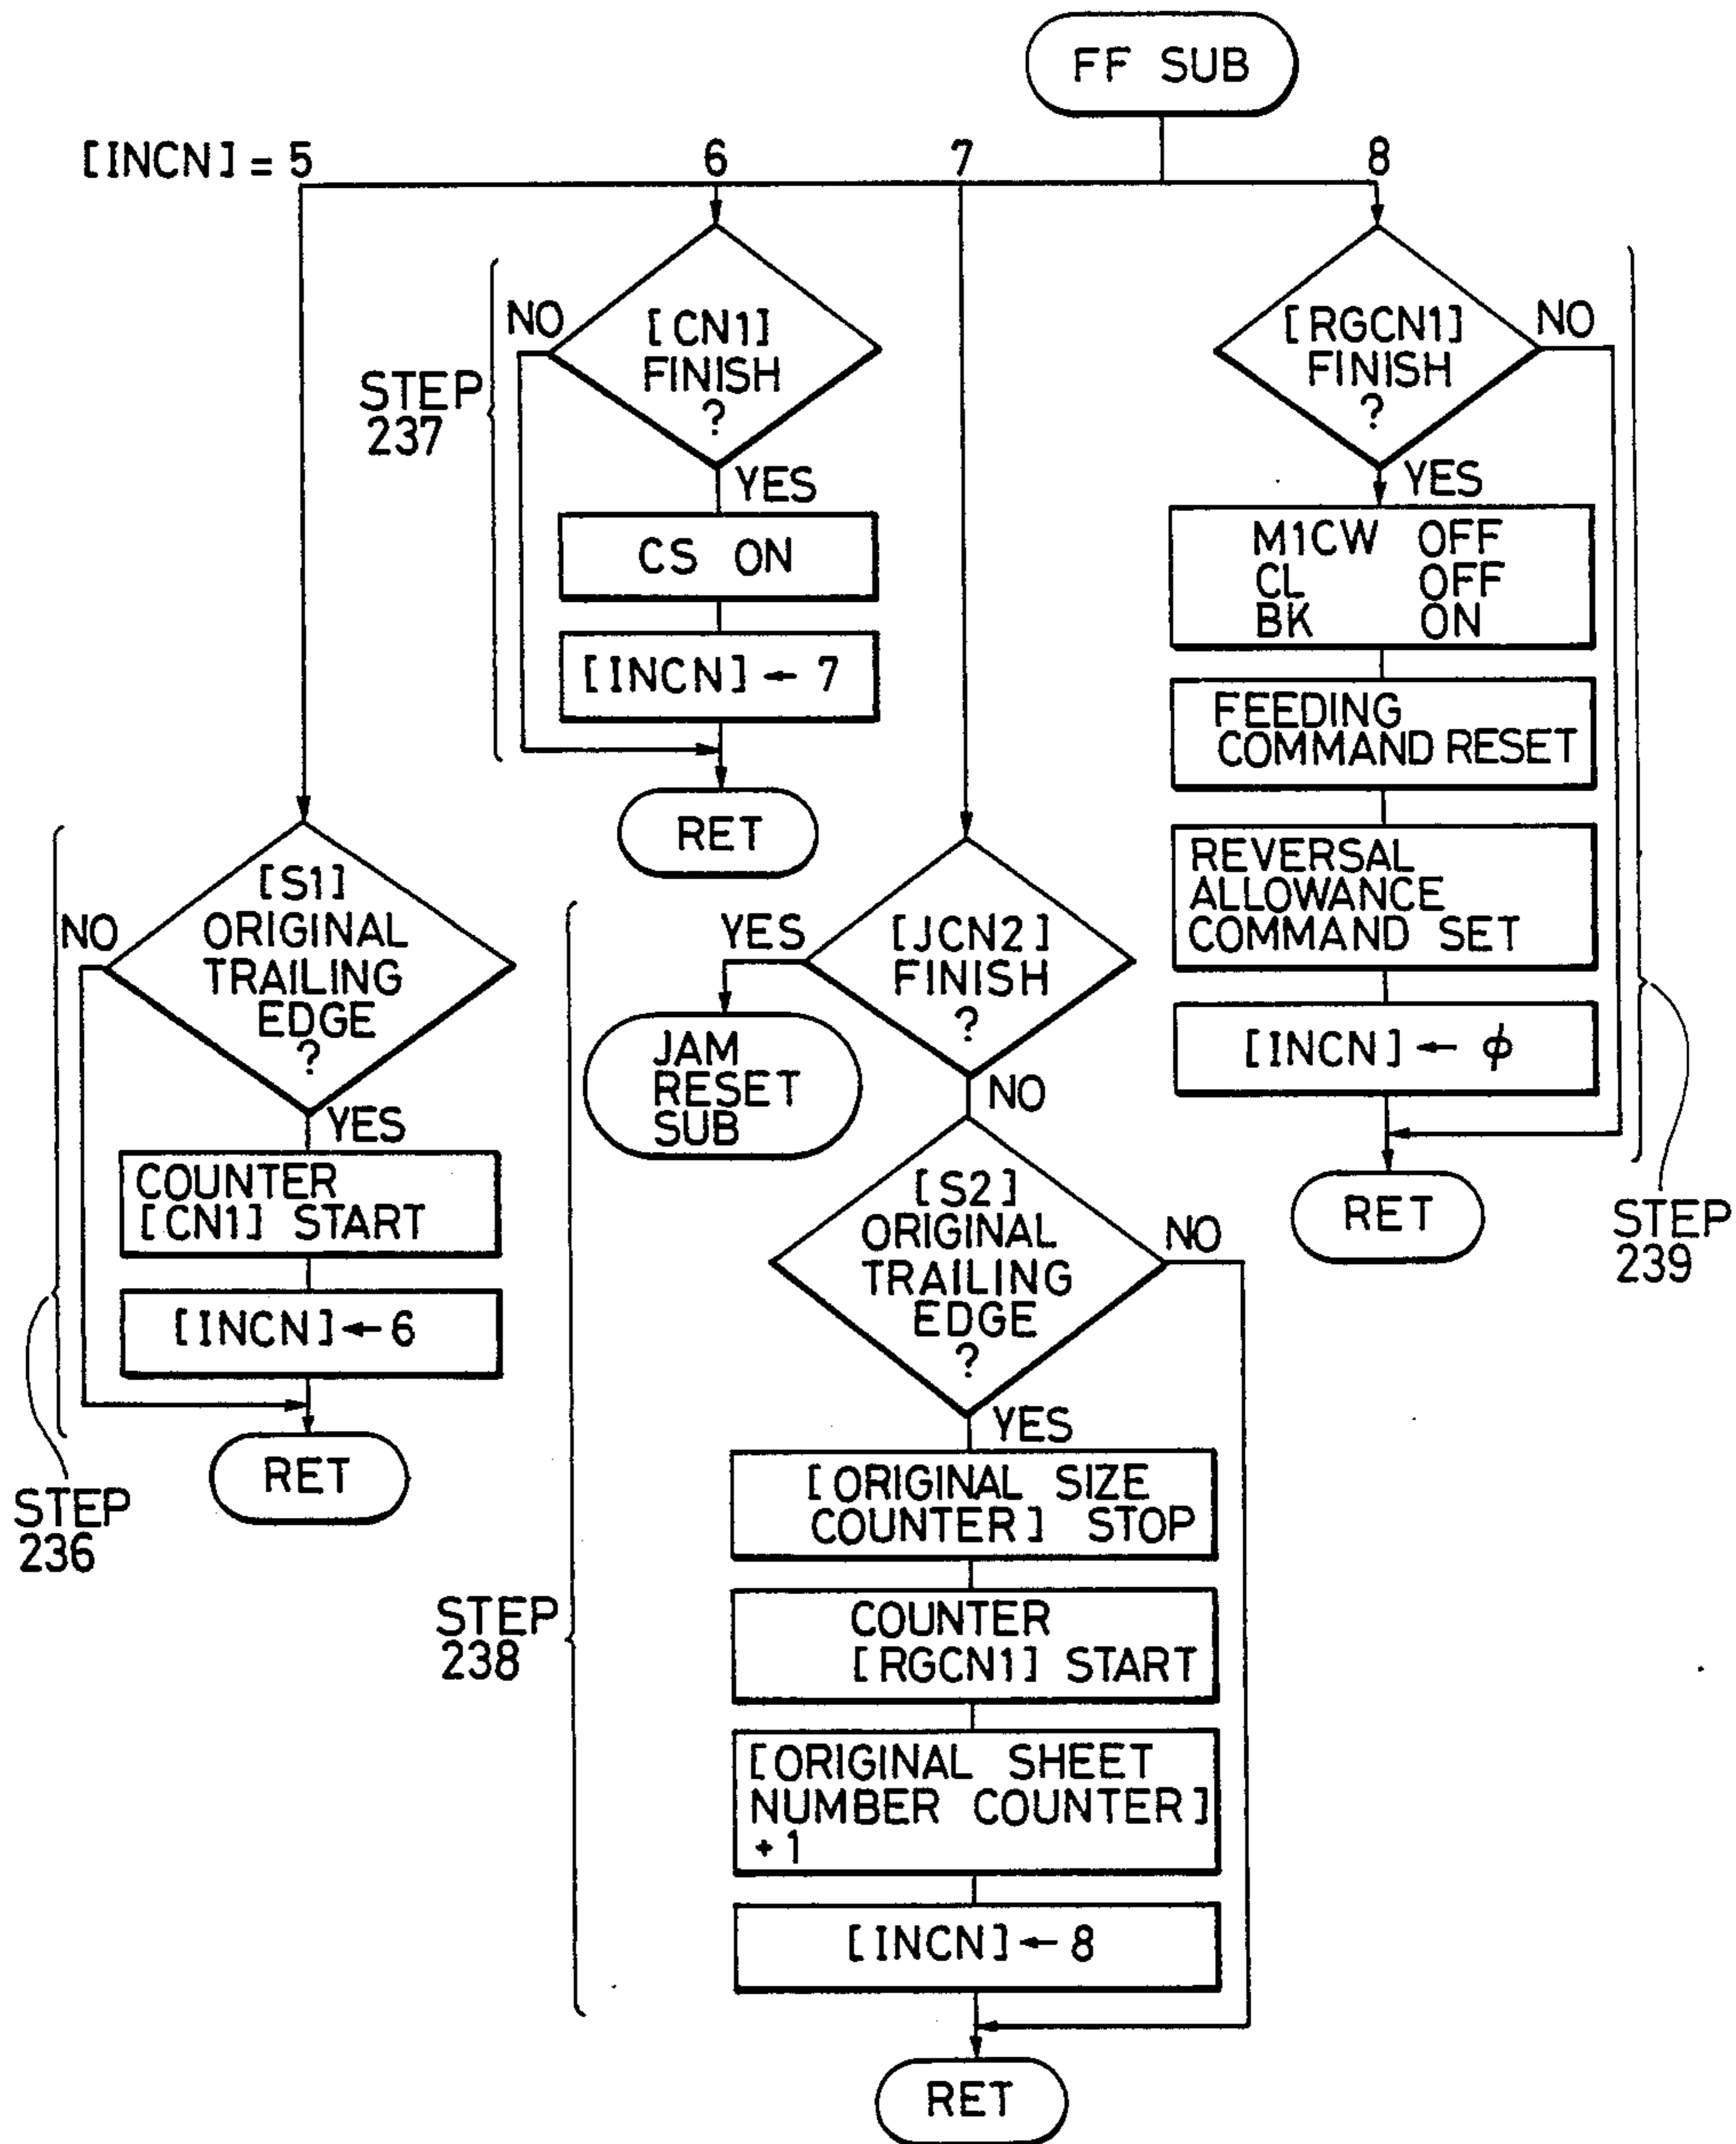 FF SUB
[INCN] = 5
6
7
8
NO
[CN1]
FINISH
?
YES
STEP
237
CS ON
[INCN] ← 7
RET
[RGCN1]
FINISH
?
NO
YES
M1CW OFF
CL OFF
BK ON
FEEDING
COMMAND RESET
REVERSAL
ALLOWANCE
COMMAND SET
[INCN] ← ϕ
RET
STEP
239
NO
[S1]
ORIGINAL
TRAILING
EDGE
?
YES
COUNTER
[CN1] START
[INCN] ← 6
RET
STEP
236
YES
[JCN2]
FINISH
?
JAM
RESET
SUB
NO
[S2]
ORIGINAL
TRAILING
EDGE
?
NO
YES
[ORIGINAL SIZE
COUNTER] STOP
COUNTER
[RGCN1] START
[ORIGINAL SHEET
NUMBER COUNTER]
+1
[INCN] ← 8
STEP
238
RET